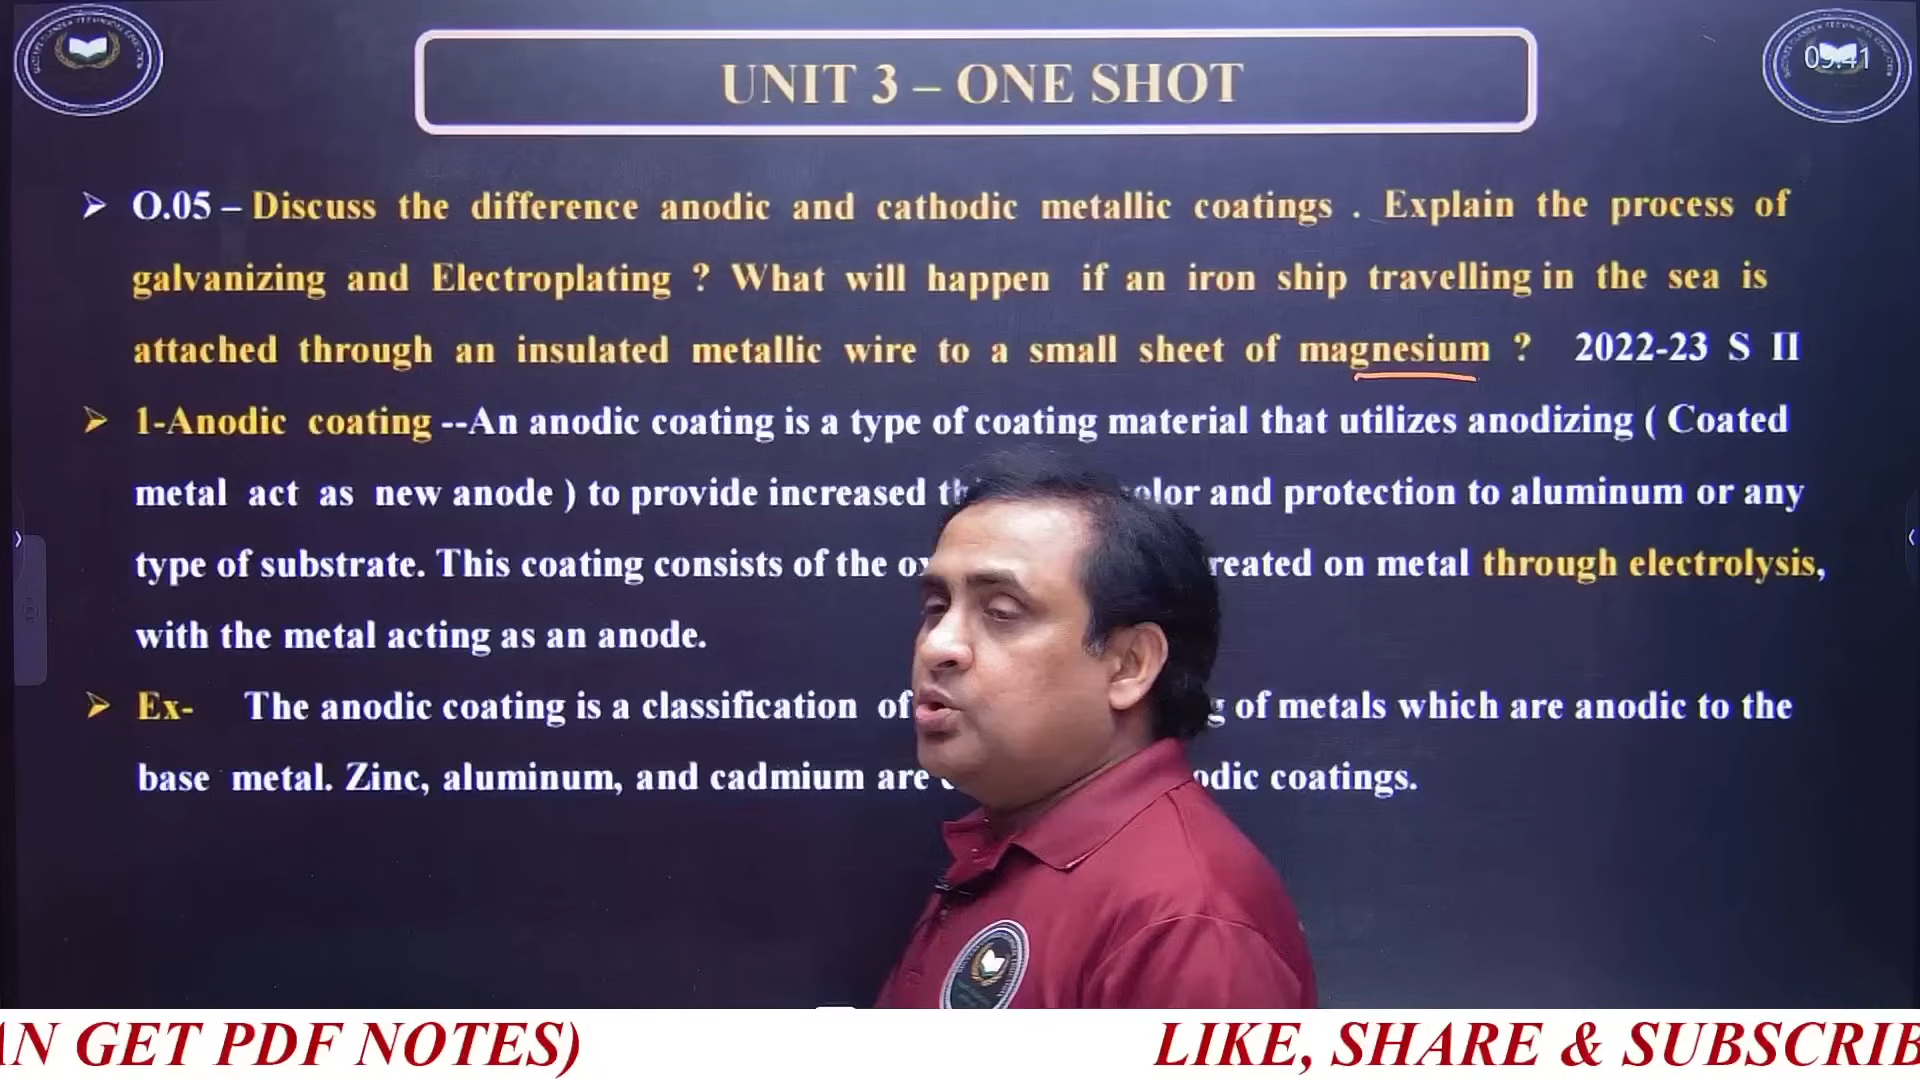 UNIT 3 – ONE SHOT
09:41
➢ O.05 – Discuss the difference anodic and cathodic metallic coatings . Explain the process of
galvanizing and Electroplating ? What will happen if an iron ship travelling in the sea is
attached through an insulated metallic wire to a small sheet of magnesium ? 2022-23 S II
➢ 1-Anodic coating --An anodic coating is a type of coating material that utilizes anodizing ( Coated
metal act as new anode ) to provide increased and protection to aluminum or any
type of substrate. This coating consists of the on metal through electrolysis,
with the metal acting as an anode.
➢ Ex- The anodic coating is a classification of of metals which are anodic to the
base metal. Zinc, aluminum, and cadmium are coatings.
GET PDF NOTES) LIKE, SHARE &